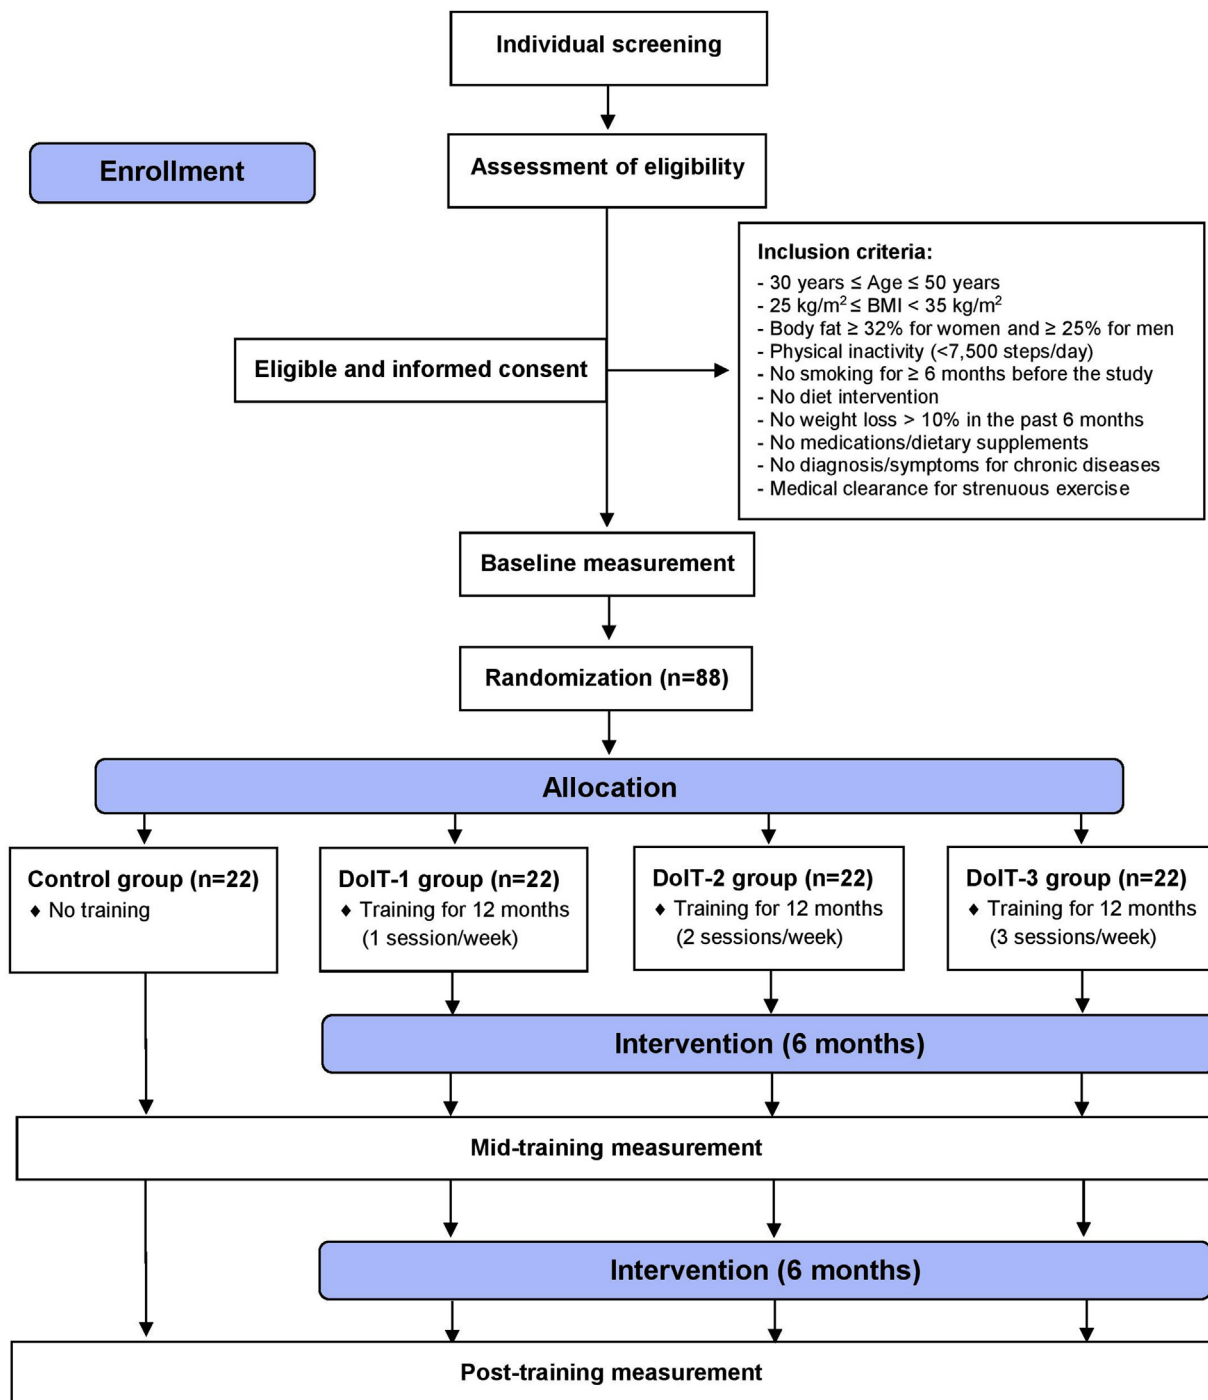 Individual screening
Enrollment
Assessment of eligibility
Inclusion criteria:
- 30 years ≤ Age ≤ 50 years
- 25 kg/m² ≤ BMI < 35 kg/m²
- Body fat ≥ 32% for women and ≥ 25% for men
- Physical inactivity (<7,500 steps/day)
- No smoking for ≥ 6 months before the study
- No diet intervention
- No weight loss > 10% in the past 6 months
- No medications/dietary supplements
- No diagnosis/symptoms for chronic diseases
- Medical clearance for strenuous exercise
Eligible and informed consent
Baseline measurement
Randomization (n=88)
Allocation
Control group (n=22)
♦ No training
DoIT-1 group (n=22)
♦ Training for 12 months
(1 session/week)
DoIT-2 group (n=22)
♦ Training for 12 months
(2 sessions/week)
DoIT-3 group (n=22)
♦ Training for 12 months
(3 sessions/week)
Intervention (6 months)
Mid-training measurement
Intervention (6 months)
Post-training measurement